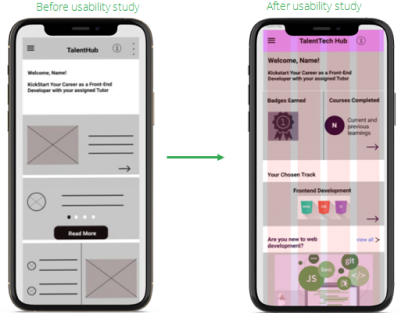 Before usability study
After usability study
TalentHub
Welcome, Name!
KickStart Your Career as a Front-End
Developer with your assigned Tutor
Read More
TalentTech Hub
Welcome, Name!
Kickstart Your Career as a Front-End
Developer with your assigned Tutor
Badges Earned
Courses Completed
N
Current and
previous
learnings
Your Chosen Track
Frontend Development
Are you new to web
development?
view all >
git
JS